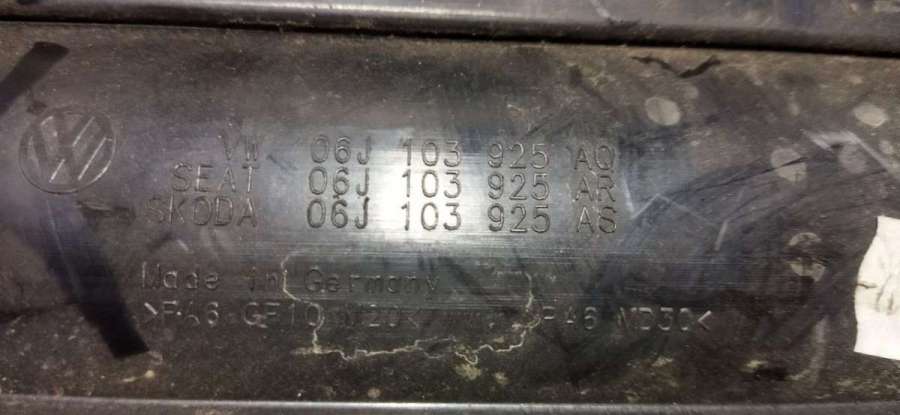 VW 06J 103 925 AQ
SEAT 06J 103 925 AR
SKODA 06J 103 925 AS
Made in Germany
>PA6 GF10 M20< PA6 MD30<